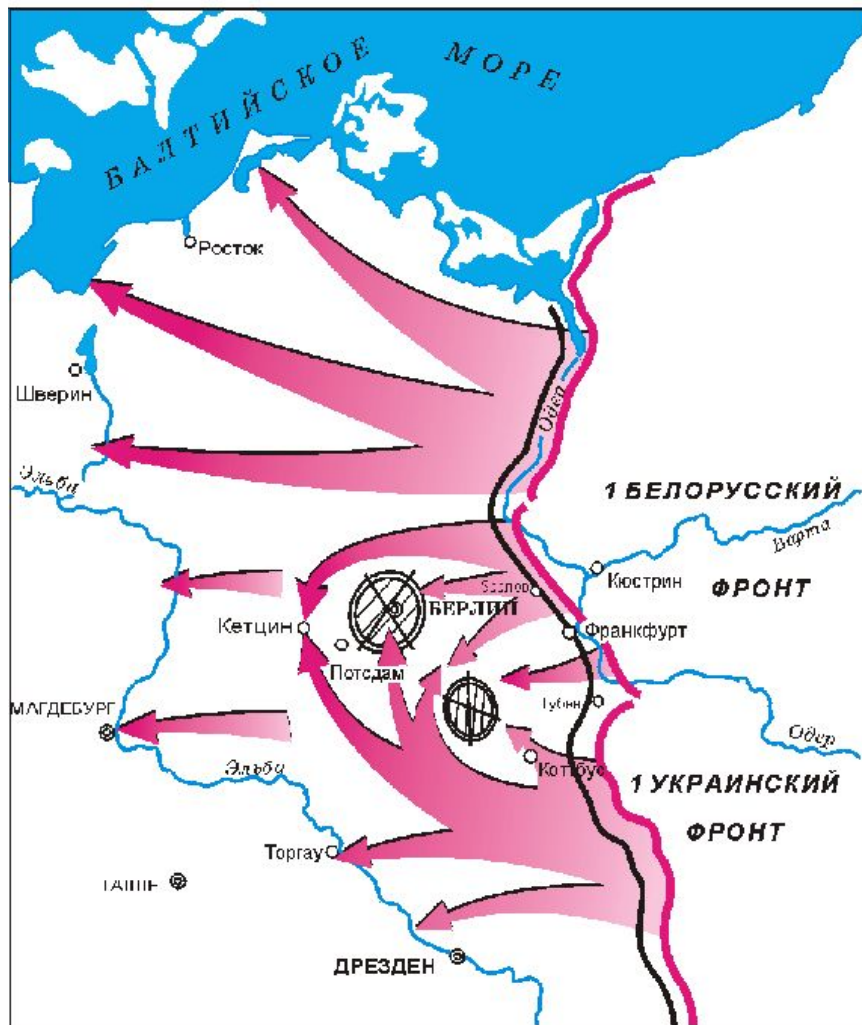 БАЛТИЙСКОЕ МОРЕ
Росток
Шверин
Одер
Эльба
1 БЕЛОРУССКИЙ
Варта
ФРОНТ
Кюстрин
БЕРЛИН
Кетцин
Франкфурт
Потсдам
Губен
МАГДЕБУРГ
Одер
Эльба
Коттбус
1 УКРАИНСКИЙ
ФРОНТ
Торгау
ДРЕЗДЕН